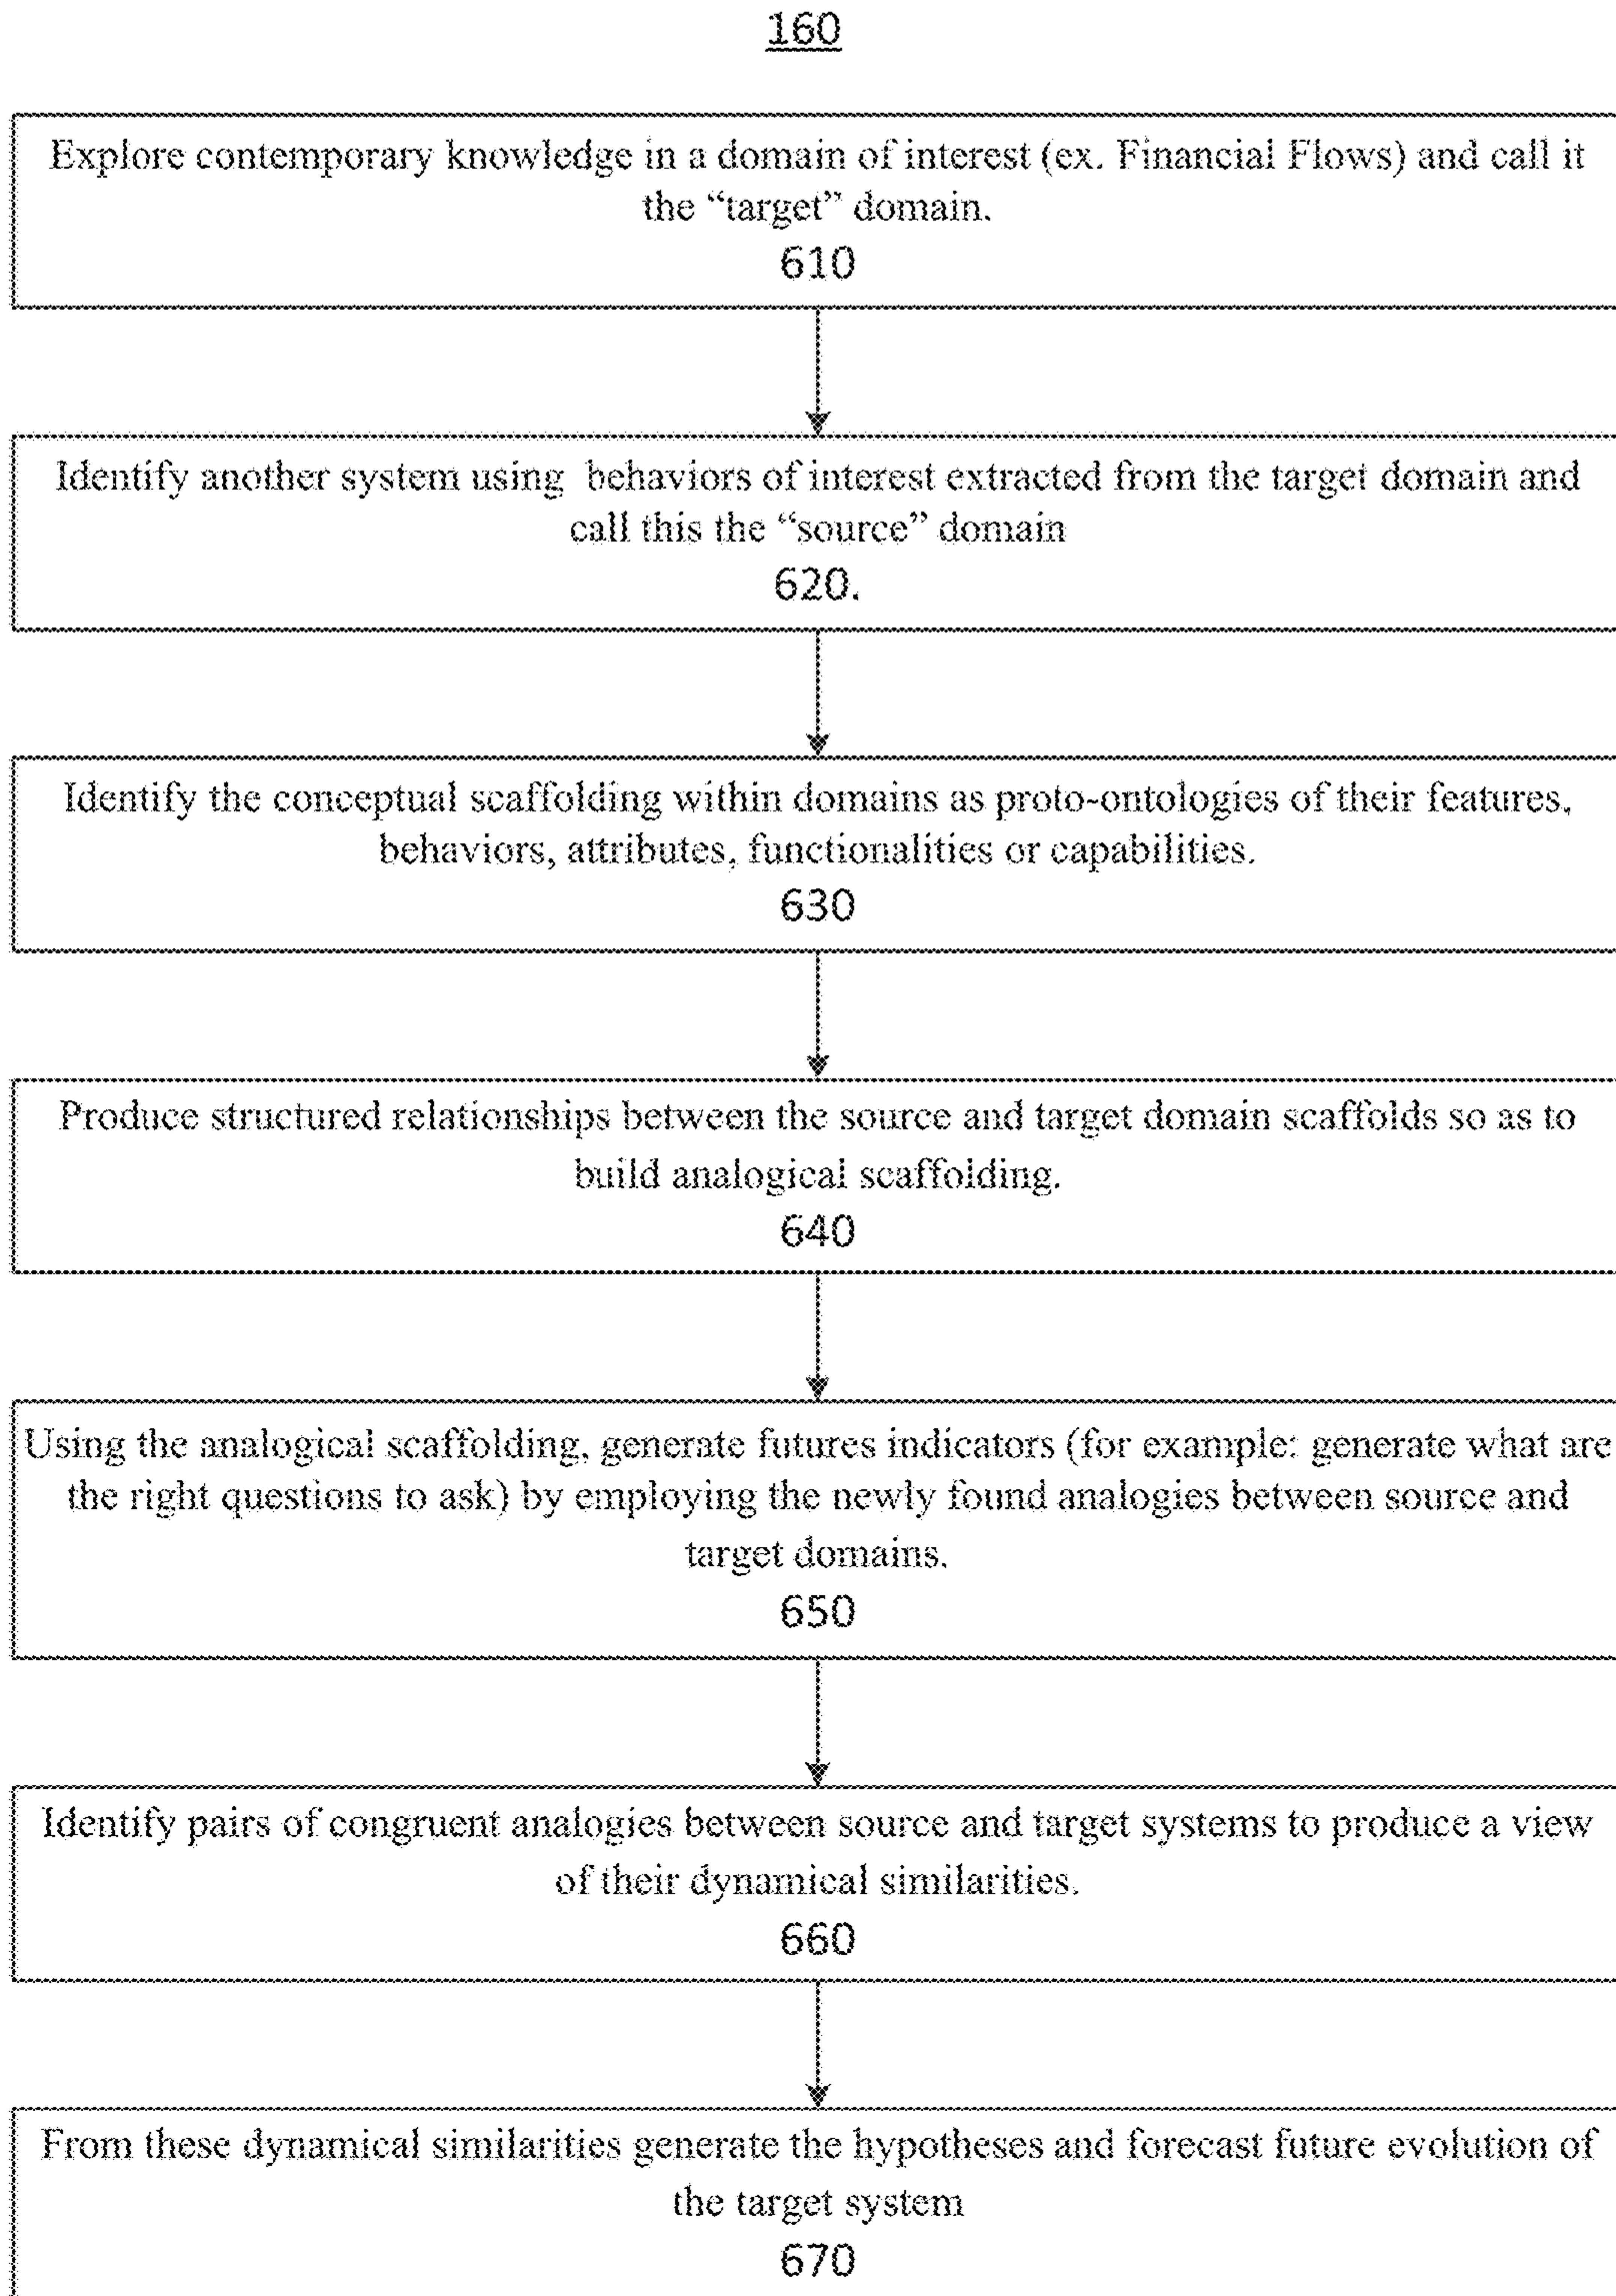 160
Explore contemporary knowledge in a domain of interest (ex. Financial Flows) and call it
the “target” domain.
610
Identify another system using  behaviors of interest extracted from the target domain and
call this the “source” domain
620.
Identify the conceptual scaffolding within domains as proto-ontologies of their features,
behaviors, attributes, functionalities or capabilities.
630
Produce structured relationships between the source and target domain scaffolds so as to
build analogical scaffolding.
640
Using the analogical scaffolding, generate futures indicators (for example: generate what are
the right questions to ask) by employing the newly found analogies between source and
target domains.
650
Identify pairs of congruent analogies between source and target systems to produce a view
of their dynamical similarities.
660
From these dynamical similarities generate the hypotheses and forecast future evolution of
the target system
670